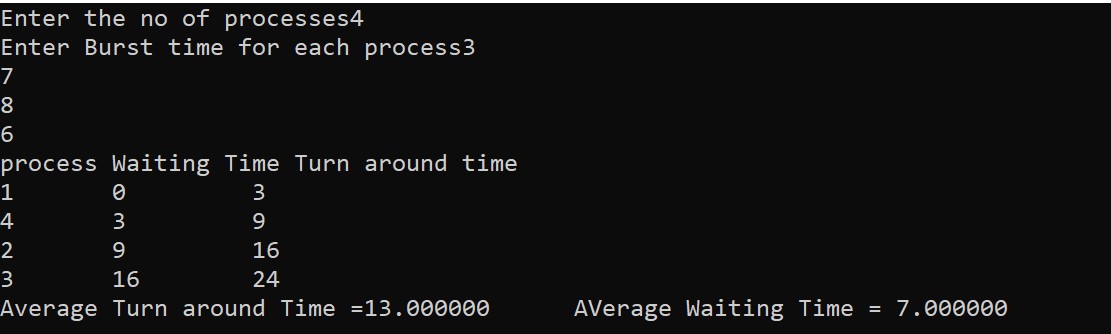 Enter the no of processes4
Enter Burst time for each process3
7
8
6
process Waiting Time Turn around time
1       0         3
4       3         9
2       9         16
3       16        24
Average Turn around Time =13.000000      AVerage Waiting Time = 7.000000